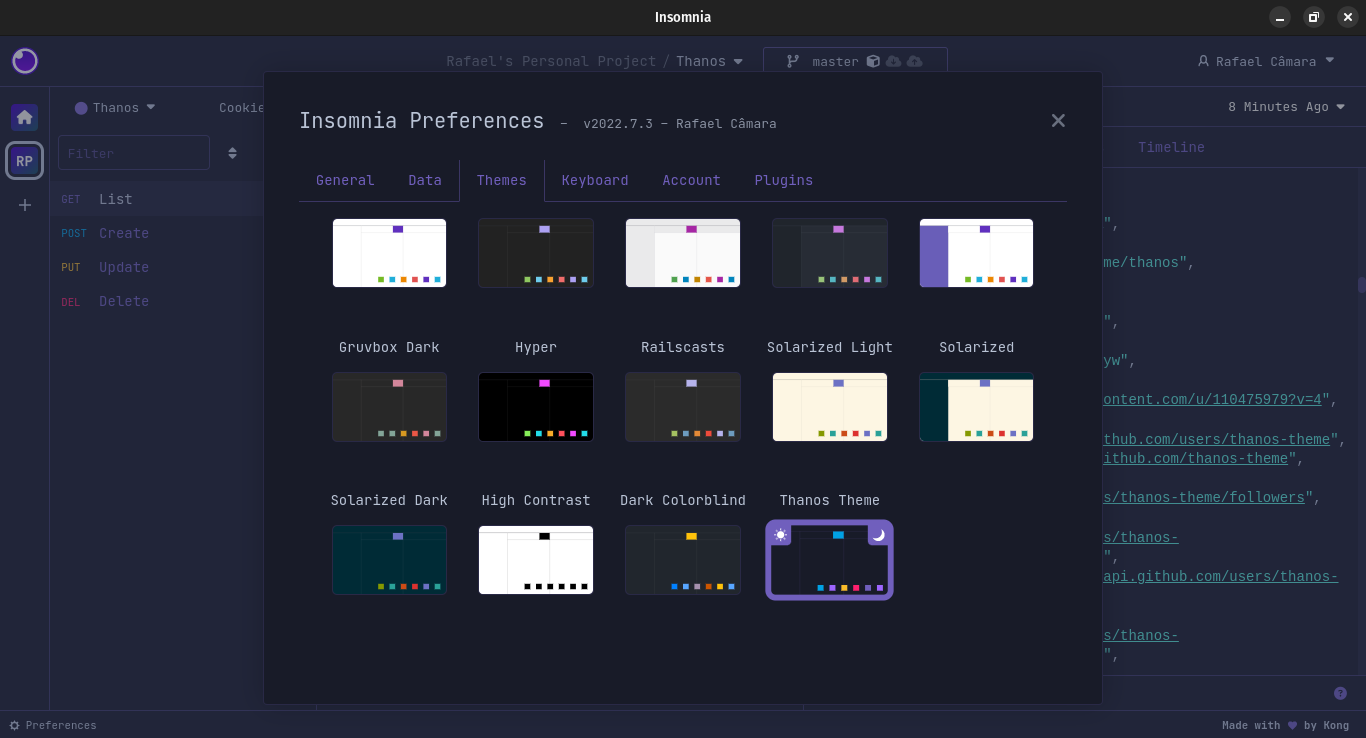 Insomnia
Rafael's Personal Project / Thanos
master
Rafael Câmara
Thanos
Cookie
8 Minutes Ago
RP
Filter
Timeline
GET List
POST Create
PUT Update
DEL Delete
Insomnia Preferences – v2022.7.3 – Rafael Câmara
General Data Themes Keyboard Account Plugins
Gruvbox Dark Hyper Railscasts Solarized Light Solarized
Solarized Dark High Contrast Dark Colorblind Thanos Theme
",
me/thanos",
",
yw",
ontent.com/u/110475979?v=4",
thub.com/users/thanos-theme",
ithub.com/thanos-theme",
s/thanos-theme/followers",
s/thanos-
",
api.github.com/users/thanos-
s/thanos-
",
?
Preferences
Made with ♥ by Kong